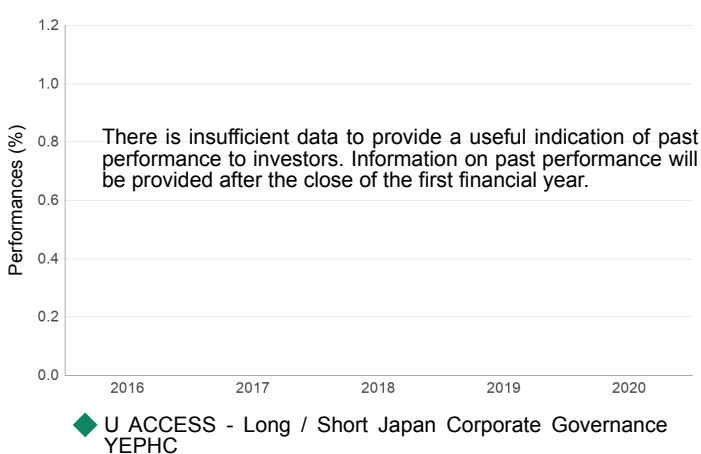 1.2
1.0
0.8
0.6
0.4
0.2
0.0
Performances (%)
There is insufficient data to provide a useful indication of past
performance to investors. Information on past performance will
be provided after the close of the first financial year.
2016 2017 2018 2019 2020
U ACCESS - Long / Short Japan Corporate Governance
YEPHC